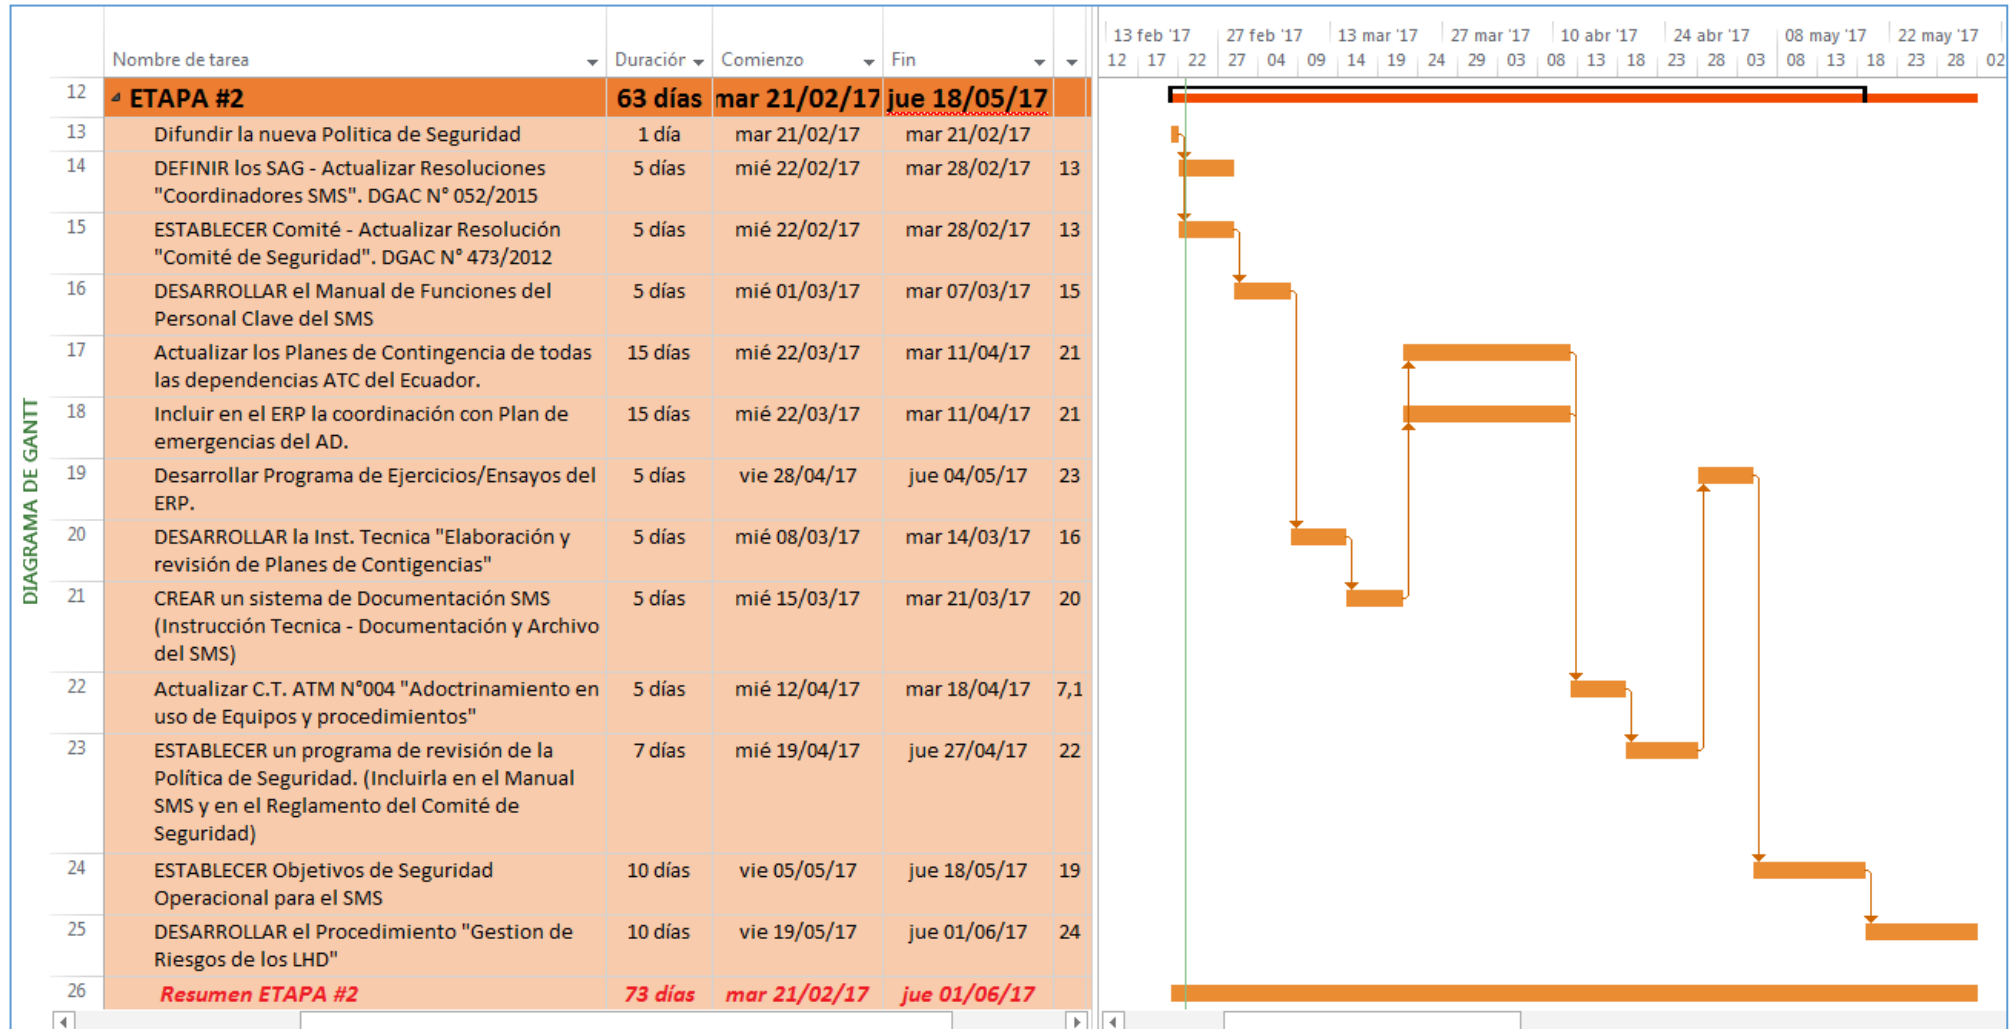 13 feb '17 27 feb '17 13 mar '17 27 mar '17 10 abr '17 24 abr '17 08 may '17 22 may '17
Nombre de tarea Duración Comienzo Fin 12 17 22 27 04 09 14 19 24 29 03 08 13 18 23 28 03 08 13 18 23 28 02
12 ETAPA #2 63 días mar 21/02/17 jue 18/05/17
13 Difundir la nueva Politica de Seguridad 1 día mar 21/02/17 mar 21/02/17
14 DEFINIR los SAG - Actualizar Resoluciones 5 días mié 22/02/17 mar 28/02/17 13
"Coordinadores SMS". DGAC N° 052/2015
15 ESTABLECER Comité - Actualizar Resolución 5 días mié 22/02/17 mar 28/02/17 13
"Comité de Seguridad". DGAC N° 473/2012
16 DESARROLLAR el Manual de Funciones del 5 días mié 01/03/17 mar 07/03/17 15
Personal Clave del SMS
17 Actualizar los Planes de Contingencia de todas 15 días mié 22/03/17 mar 11/04/17 21
las dependencias ATC del Ecuador.
18 Incluir en el ERP la coordinación con Plan de 15 días mié 22/03/17 mar 11/04/17 21
emergencias del AD.
19 Desarrollar Programa de Ejercicios/Ensayos del 5 días vie 28/04/17 jue 04/05/17 23
ERP.
20 DESARROLLAR la Inst. Tecnica "Elaboración y 5 días mié 08/03/17 mar 14/03/17 16
revisión de Planes de Contigencias"
21 CREAR un sistema de Documentación SMS 5 días mié 15/03/17 mar 21/03/17 20
(Instrucción Tecnica - Documentación y Archivo
del SMS)
22 Actualizar C.T. ATM N°004 "Adoctrinamiento en 5 días mié 12/04/17 mar 18/04/17 7,1
uso de Equipos y procedimientos"
23 ESTABLECER un programa de revisión de la 7 días mié 19/04/17 jue 27/04/17 22
Política de Seguridad. (Incluirla en el Manual
SMS y en el Reglamento del Comité de
Seguridad)
24 ESTABLECER Objetivos de Seguridad 10 días vie 05/05/17 jue 18/05/17 19
Operacional para el SMS
25 DESARROLLAR el Procedimiento "Gestion de 10 días vie 19/05/17 jue 01/06/17 24
Riesgos de los LHD"
26 Resumen ETAPA #2 73 días mar 21/02/17 jue 01/06/17
DIAGRAMA DE GANTT